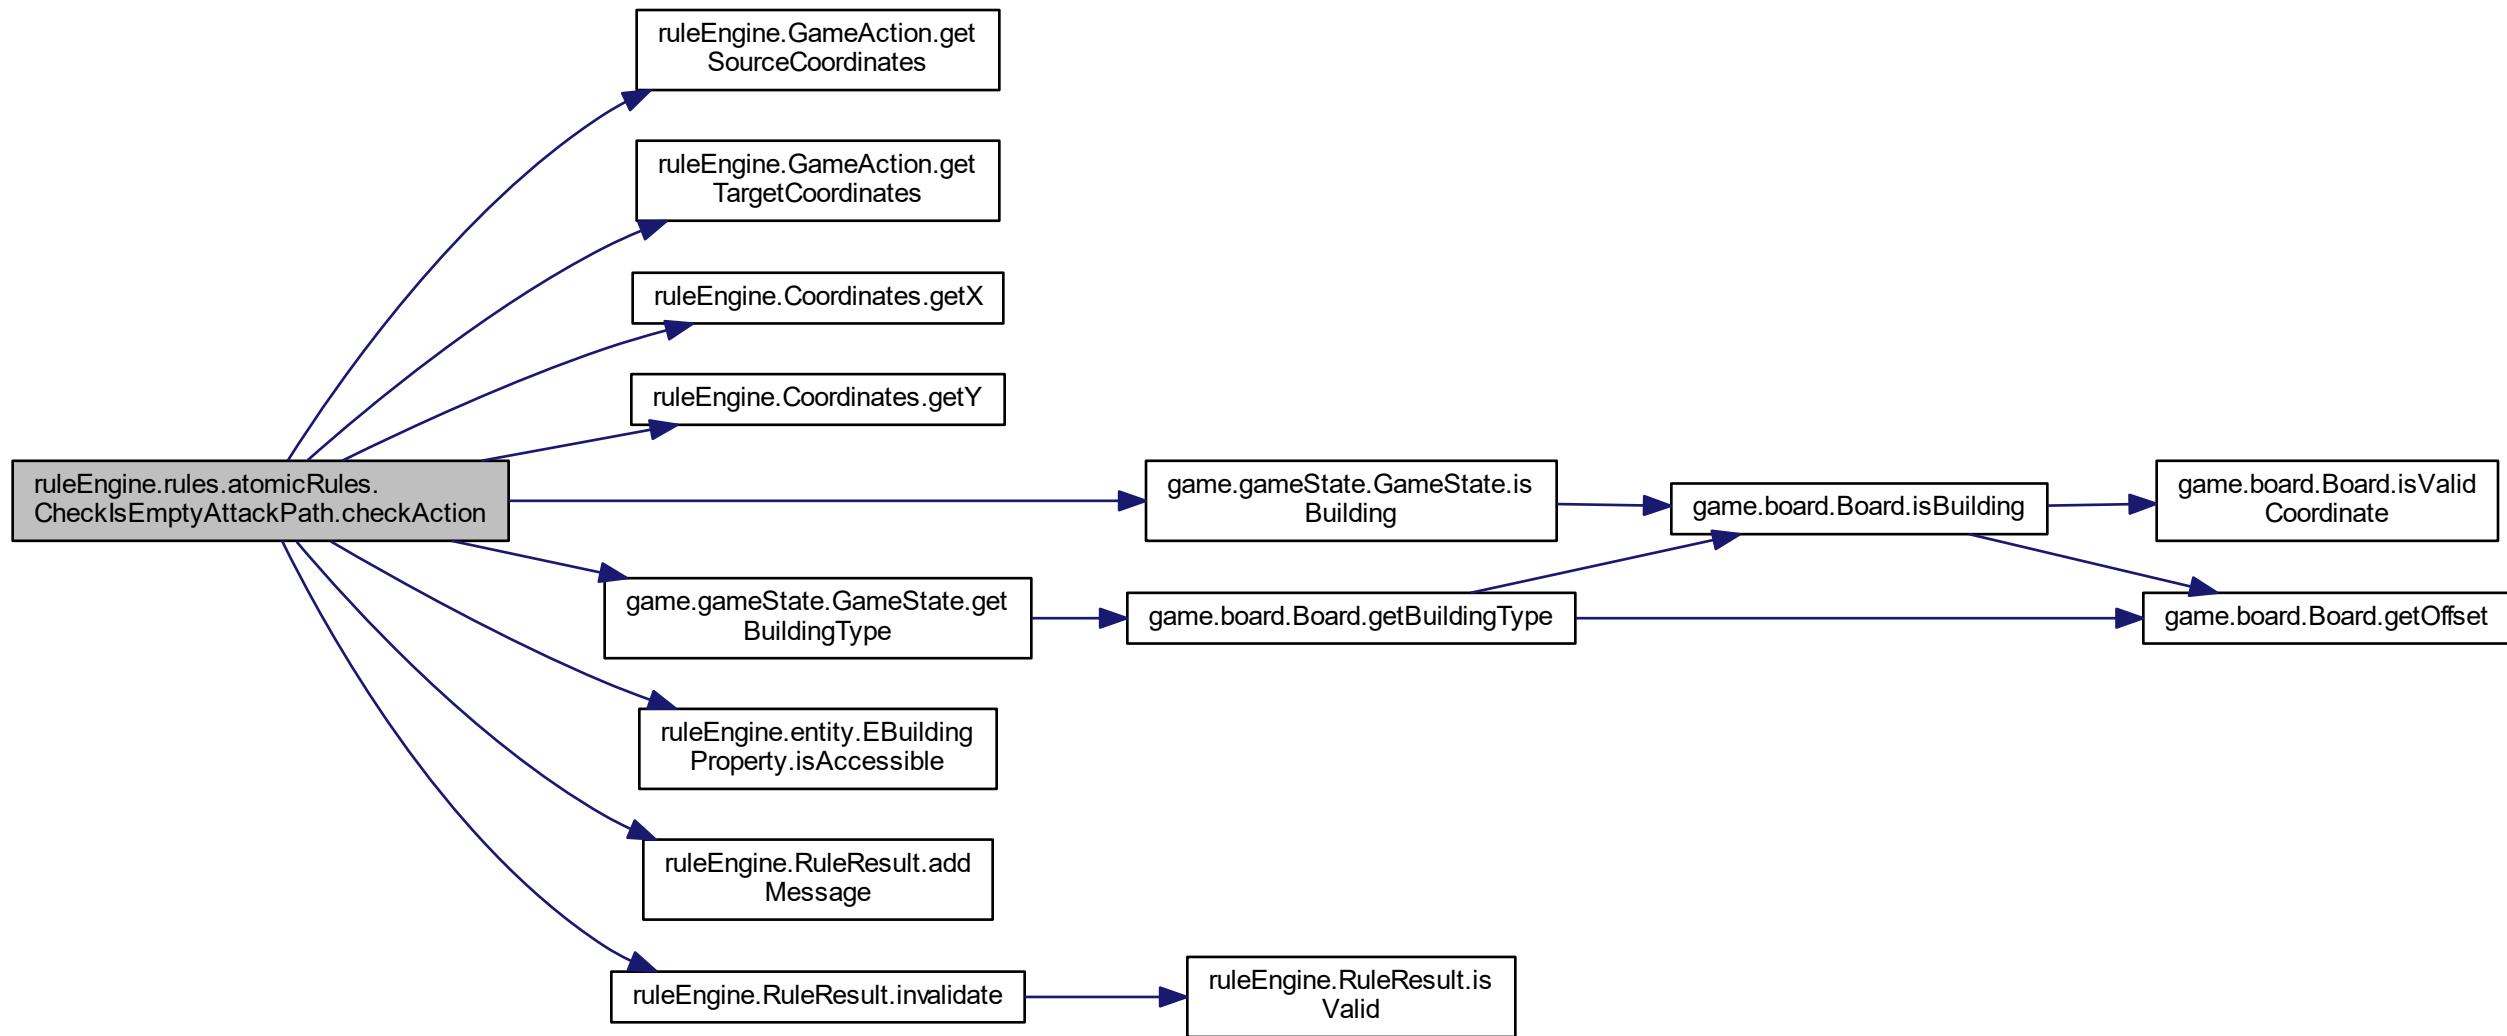 ruleEngine.GameAction.get
SourceCoordinates
ruleEngine.GameAction.get
TargetCoordinates
ruleEngine.Coordinates.getX
ruleEngine.Coordinates.getY
ruleEngine.rules.atomicRules.
CheckIsEmptyAttackPath.checkAction
game.gameState.GameState.is
Building
game.board.Board.isBuilding
game.board.Board.isValid
Coordinate
game.gameState.GameState.get
BuildingType
game.board.Board.getBuildingType
game.board.Board.getOffset
ruleEngine.entity.EBuilding
Property.isAccessible
ruleEngine.RuleResult.add
Message
ruleEngine.RuleResult.invalidate
ruleEngine.RuleResult.is
Valid